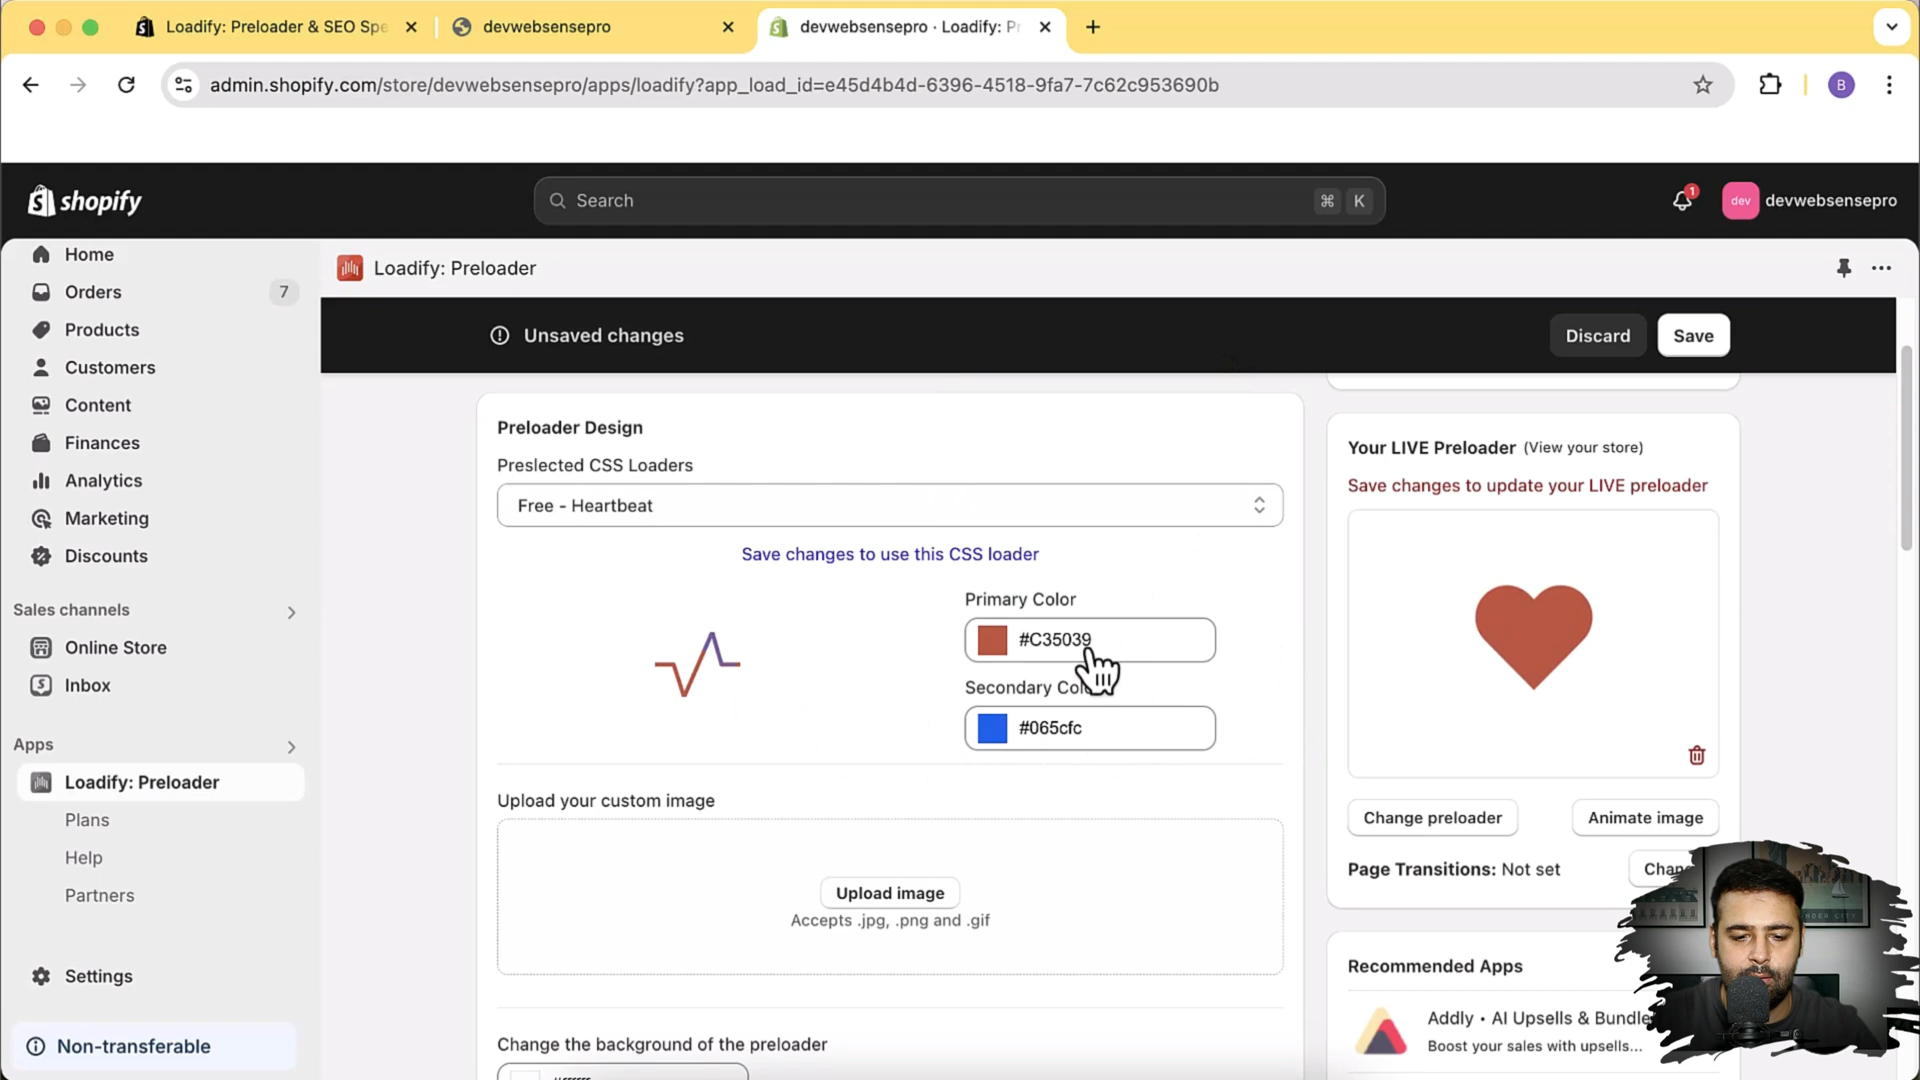 Loadify: Preloader & SEO Spe
devwebsensepro
devwebsensepro · Loadify: Pr
admin.shopify.com/store/devwebsensepro/apps/loadify?app_load_id=e45d4b4d-6396-4518-9fa7-7c62c953690b
B
shopify
Search
⌘ K
1
dev
devwebsensepro
Home
Orders
7
Products
Customers
Content
Finances
Analytics
Marketing
Discounts
Sales channels
Online Store
Inbox
Apps
Loadify: Preloader
Plans
Help
Partners
Settings
Non-transferable
Loadify: Preloader
Unsaved changes
Discard
Save
Preloader Design
Preslected CSS Loaders
Free - Heartbeat
Save changes to use this CSS loader
Primary Color
#C35039
Secondary Co
#065cfc
Upload your custom image
Upload image
Accepts .jpg, .png and .gif
Change the background of the preloader
Your LIVE Preloader (View your store)
Save changes to update your LIVE preloader
Change preloader
Animate image
Page Transitions: Not set
Chan
Recommended Apps
Addly • AI Upsells & Bundle
Boost your sales with upsells...